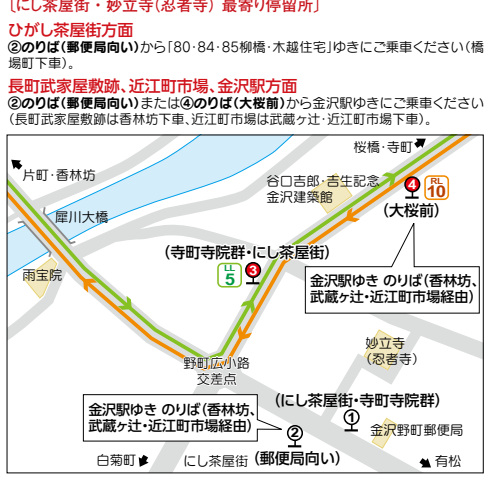 ［にし茶屋街・妙立寺(忍者寺) 最寄り停留所］
ひがし茶屋街方面
②のりば(郵便局向い)から「80・84・85柳橋・木越住宅」ゆきにご乗車ください(橋
場町下車)。
長町武家屋敷跡、近江町市場、金沢駅方面
②のりば(郵便局向い)または④のりば(大桜前)から金沢駅ゆきにご乗車ください
(長町武家屋敷跡は香林坊下車、近江町市場は武蔵ヶ辻・近江町市場下車)。
桜橋・寺町
片町・香林坊
谷口吉郎・吉生記念
金沢建築館
4
RL
10
(大桜前)
犀川大橋
(寺町寺院群・にし茶屋街)
雨宝院
LL
5
3
金沢駅ゆき のりば(香林坊、
武蔵ヶ辻・近江町市場経由)
妙立寺
(忍者寺)
野町広小路
交差点
(にし茶屋街・寺町寺院群)
金沢駅ゆき のりば(香林坊、
武蔵ヶ辻・近江町市場経由)
①
②
金沢野町郵便局
白菊町
にし茶屋街
(郵便局向い)
有松